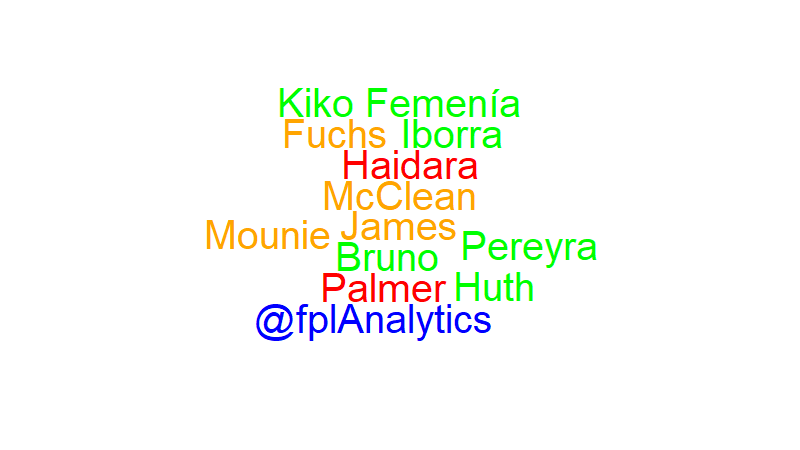 Kiko Femenía
Fuchs Iborra
Haidara
McClean
James
Mounie
Pereyra
Bruno
Palmer Huth
@fplAnalytics